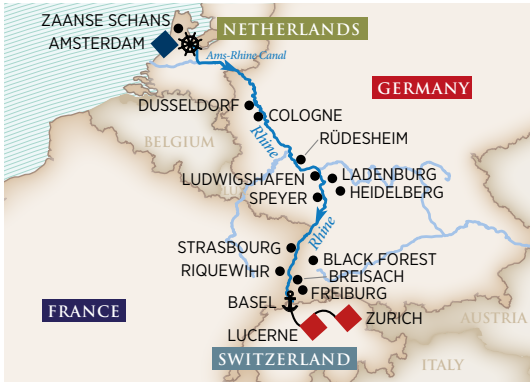 ZAANSE SCHANS
NETHERLANDS
AMSTERDAM
Ams-Rhine Canal
GERMANY
DUSSELDORF
COLOGNE
Rhine
BELGIUM
RÜDESHEIM
LUDWIGSHAFEN
LADENBURG
LU
HEIDELBERG
SPEYER
Rhine
STRASBOURG
BLACK FOREST
RIQUEWIHR
BREISACH
FREIBURG
BASEL
FRANCE
ZURICH
AUSTRIA
LUCERNE
SWITZERLAND
ITALY